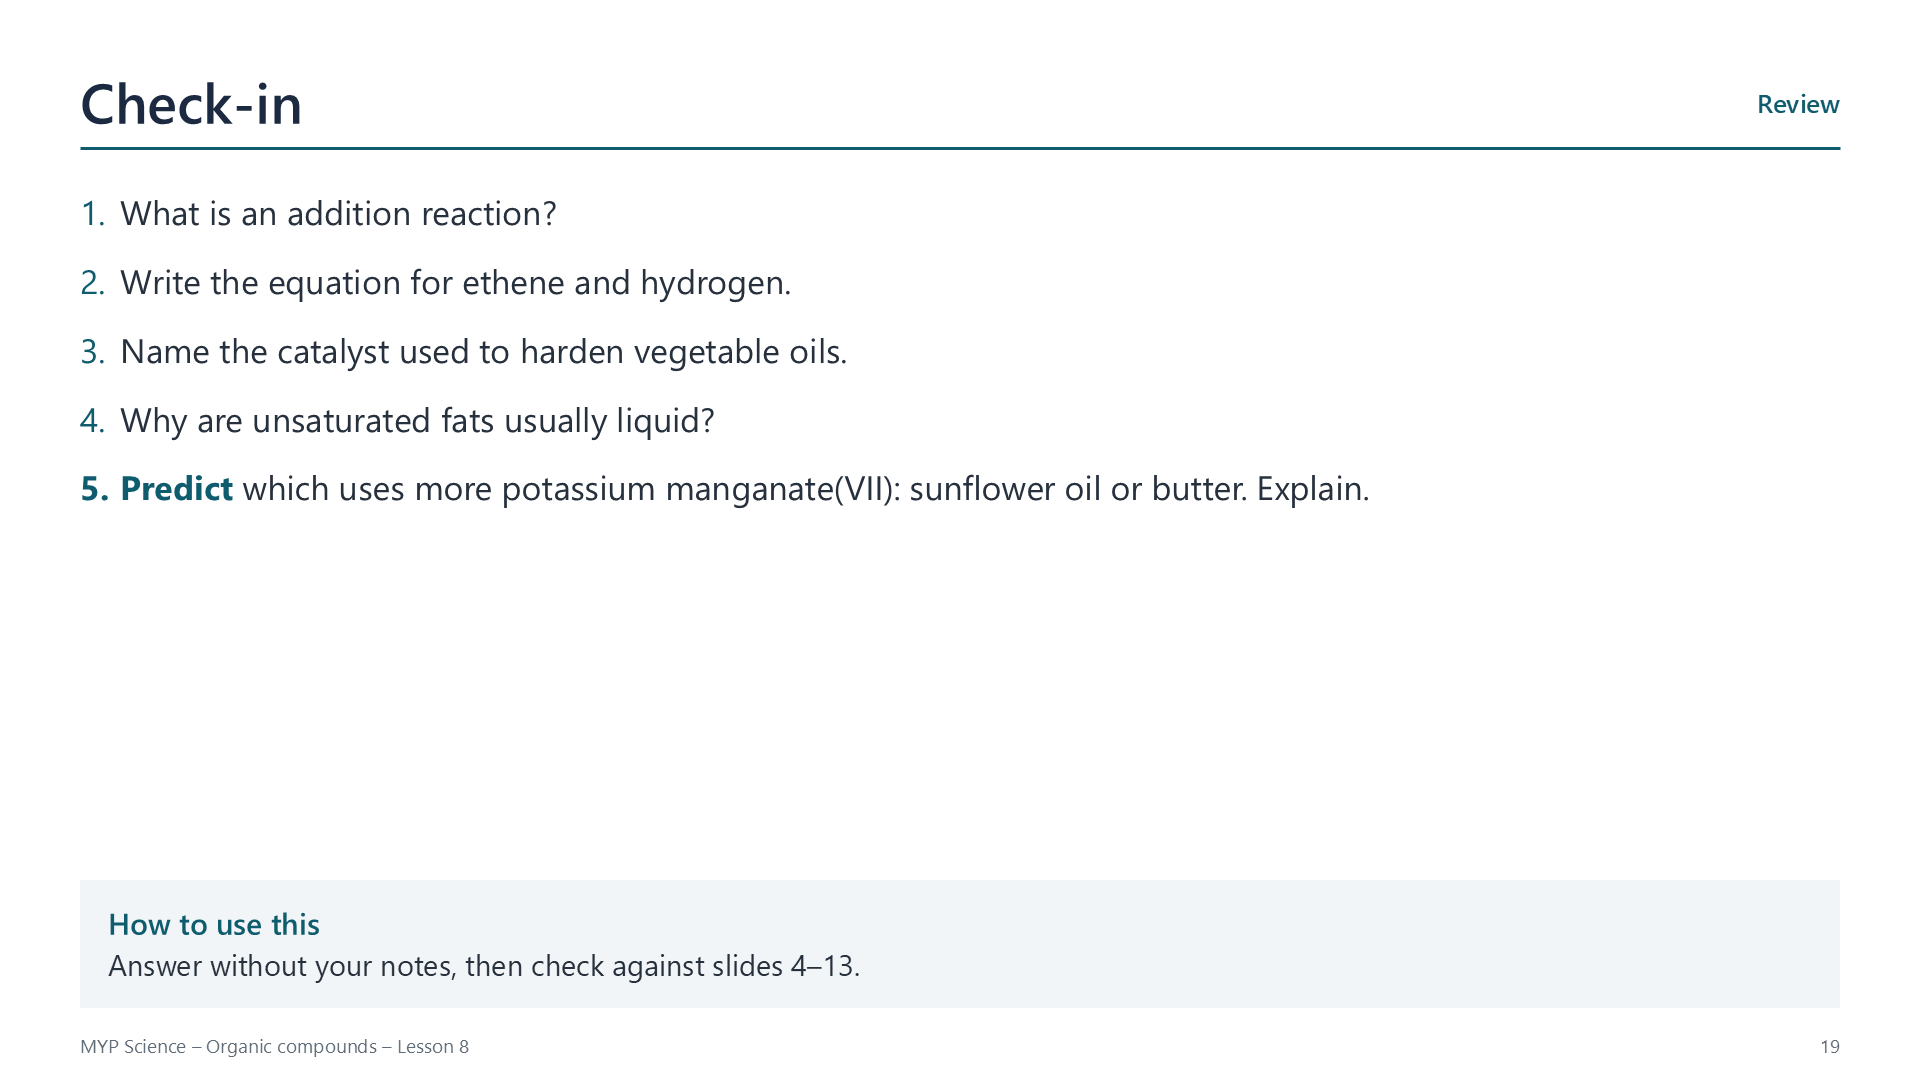 Check-in
Review
1. What is an addition reaction?
2. Write the equation for ethene and hydrogen.
3. Name the catalyst used to harden vegetable oils.
4. Why are unsaturated fats usually liquid?
5. Predict which uses more potassium manganate(VII): sunflower oil or butter. Explain.
How to use this
Answer without your notes, then check against slides 4–13.
MYP Science – Organic compounds – Lesson 8
19